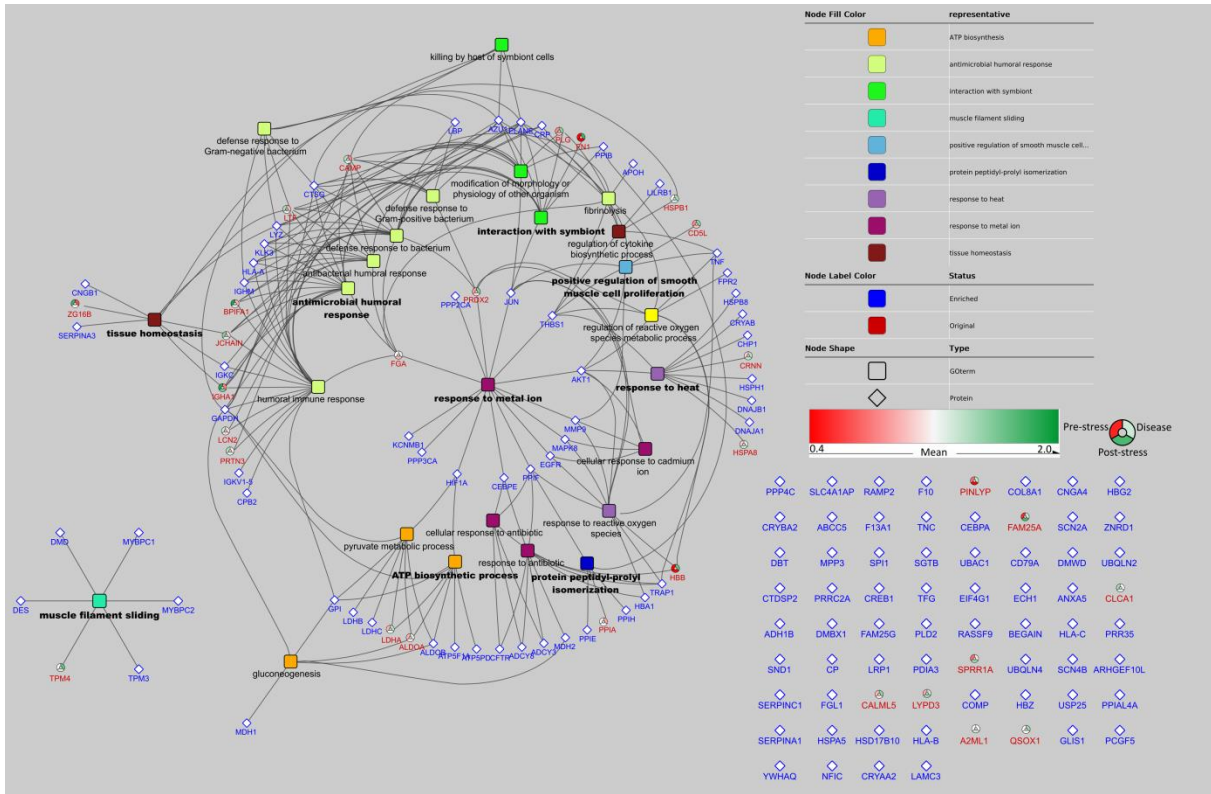 killing by host of symbiont cells
defense response to
Gram-negative bacterium
LBP
AZU1
ELANE
CRP
PLG
FN1
PPIB
APOH
LILRB1
HSPB1
CD5L
CAMP
CTSG
LTF
LYZ
KLK3
HLA-A
IGHM
BPIFA1
JCHAIN
IGKC
IGHA1
GAPDH
LCN2
PRTN3
IGKV1-5
CPB2
modification of morphology or
physiology of other organism
defense response to
Gram-positive bacterium
fibrinolysis
interaction with symbiont
regulation of cytokine
biosynthetic process
defense response to bacterium
antibacterial humoral response
antimicrobial humoral
response
positive regulation of smooth
muscle cell proliferation
TNF
FPR2
HSPB8
CRYAB
CHP1
CRNN
HSPH1
DNAJB1
DNAJA1
HSPA8
CNGB1
ZG16B
SERPINA3
tissue homeostasis
PPP2CA
PRDX2
JUN
THBS1
regulation of reactive oxygen
species metabolic process
FGA
AKT1
response to heat
humoral immune response
response to metal ion
MMP9
MAPK8
EGFR
KCNMB1
PPP3CA
cellular response to cadmium
ion
HIF1A
CEBPE
PPIF
response to reactive oxygen
species
cellular response to antibiotic
pyruvate metabolic process
response to antibiotic
ATP biosynthetic process
protein peptidyl-prolyl
isomerization
HBB
TRAP1
HBA1
PPIH
PPIA
PPIE
MDH2
ADCY3
ADCY8
CFTR
ATP5PD
ATP5F1A
ALDOB
ALDOA
LDHA
LDHC
LDHB
GPI
gluconeogenesis
MDH1
DMD
MYBPC1
DES
MYBPC2
muscle filament sliding
TPM4
TPM3
Node Fill Color representative
ATP biosynthesis
antimicrobial humoral response
interaction with symbiont
muscle filament sliding
positive regulation of smooth muscle cell...
protein peptidyl-prolyl isomerization
response to heat
response to metal ion
tissue homeostasis
Node Label Color Status
Enriched
Original
Node Shape Type
GOterm
Protein
0.4 Mean 2.0
Pre-stress Disease
Post-stress
PPP4C SLC4A1AP RAMP2 F10 PINLYP COL8A1 CNGA4 HBG2
CRYBA2 ABCC5 F13A1 TNC CEBPA FAM25A SCN2A ZNRD1
DBT MPP3 SPI1 SGTB UBAC1 CD79A DMWD UBQLN2
CTDSP2 PRRC2A CREB1 TFG EIF4G1 ECH1 ANXA5 CLCA1
ADH1B DMBX1 FAM25G PLD2 RASSF9 BEGAIN HLA-C PRR35
SND1 CP LRP1 PDIA3 SPRR1A UBQLN4 SCN4B ARHGEF10L
SERPINC1 FGL1 CALML5 LYPD3 COMP HBZ USP25 PPIAL4A
SERPINA1 HSPA5 HSD17B10 HLA-B A2ML1 QSOX1 GLIS1 PCGF5
YWHAQ NFIC CRYAA2 LAMC3